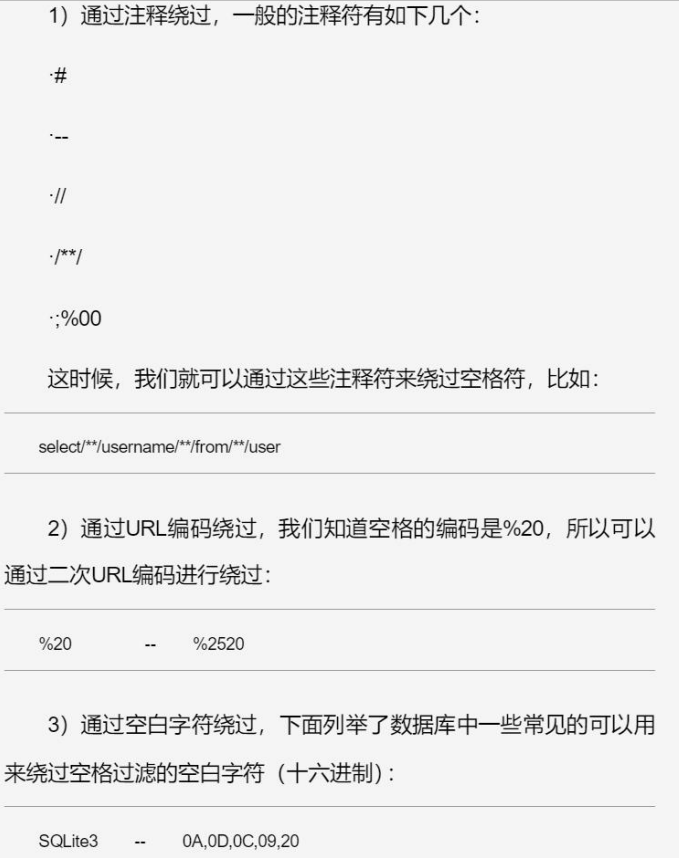 1）通过注释绕过，一般的注释符有如下几个：
·#
·--
·//
·/**/
·;%00
这时候，我们就可以通过这些注释符来绕过空格符，比如：
select/**/username/**/from/**/user
2）通过URL编码绕过，我们知道空格的编码是%20，所以可以
通过二次URL编码进行绕过：
%20 -- %2520
3）通过空白字符绕过，下面列举了数据库中一些常见的可以用
来绕过空格过滤的空白字符（十六进制）：
SQLite3 -- 0A,0D,0C,09,20